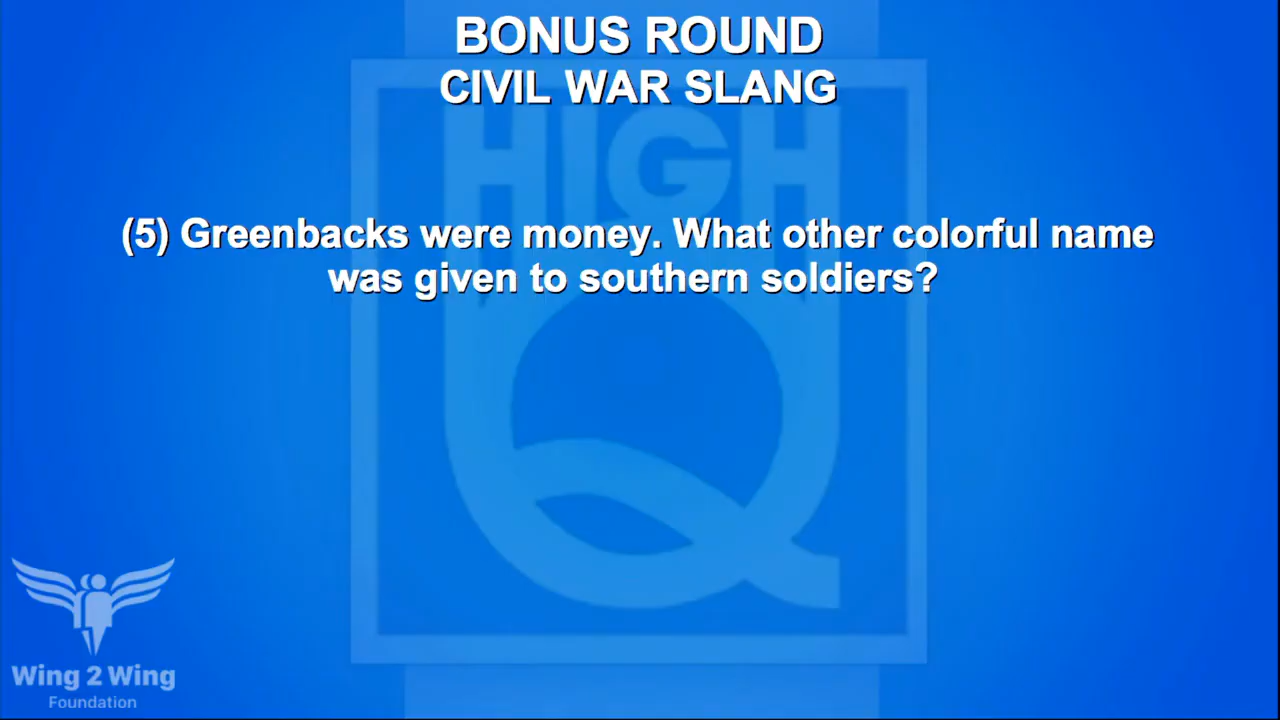 BONUS ROUND
CIVIL WAR SLANG
HIGH
Q
(5) Greenbacks were money. What other colorful name
was given to southern soldiers?
Wing 2 Wing
Foundation